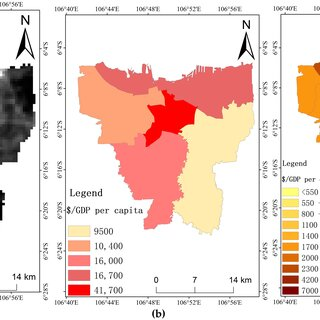 106°56'E
106°40'E 106°44'E 106°48'E 106°52'E 106°56'E
106°40'E
N
N
6°4'S
6°8'S
6°12'S
6°16'S
6°20'S
6°24'S
6°28'S
6°4'S
6°8'S
6°12'S
6°16'S
6°20'S
6°24'S
6°28'S
Legend
$/GDP per capita
9500
10,400
16,000
16,700
41,700
0 7 14 km
14 km
Legend
$/GDP per
(550
550
800
1100
1400
1700
2000
2300
4200
7000
106°56'E
106°40'E 106°44'E 106°48'E 106°52'E 106°56'E
106°40'E
(b)